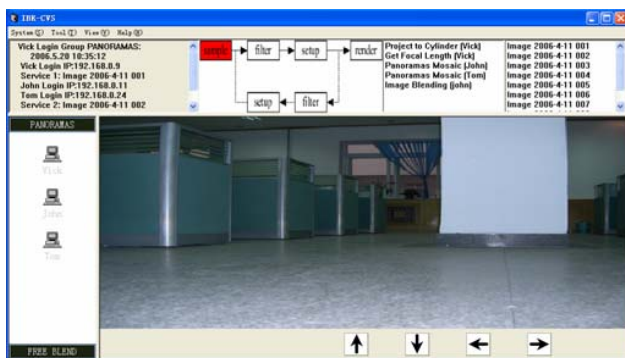 IBR-CVS
System(S) Tool(T) View(V) Help(H)
Vick Login Group PANORAMAS:
2006.5.20 10:35:12
Vick Login IP:192.168.0.9
Service 1: Image 2006-4-11 001
John Login IP:192.168.0.11
Tom Login IP:192.168.0.24
Service 2: Image 2006-4-11 002
sample
filter
setup
render
setup
filter
Project to Cylinder (Vick)
Get Focal Length (Vick)
Panoramas Mosaic (John)
Panoramas Mosaic (Tom)
Image Blending (john)
Image 2006-4-11 001
Image 2006-4-11 002
Image 2006-4-11 003
Image 2006-4-11 004
Image 2006-4-11 005
Image 2006-4-11 006
Image 2006-4-11 007
PANORAMAS
Vick
John
Tom
FREE BLEND